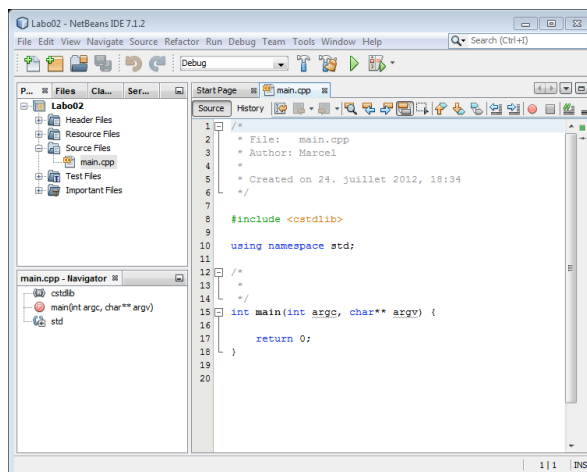 Labo02 - NetBeans IDE 7.1.2
File Edit View Navigate Source Refactor Run Debug Team Tools Window Help
Search (Ctrl+I)
Debug
P... Files Cla... Ser...
Labo02
Header Files
Resource Files
Source Files
main.cpp
Test Files
Important Files
main.cpp - Navigator
cstdlib
main(int argc, char** argv)
std
Start Page main.cpp
Source History
1 /*
2 * File: main.cpp
3 * Author: Marcel
4 *
5 * Created on 24. juillet 2012, 18:34
6 */
7
8 #include <cstdlib>
9
10 using namespace std;
11
12 /*
13 *
14 */
15 int main(int argc, char** argv) {
16
17 return 0;
18 }
19
20
1|1 INS